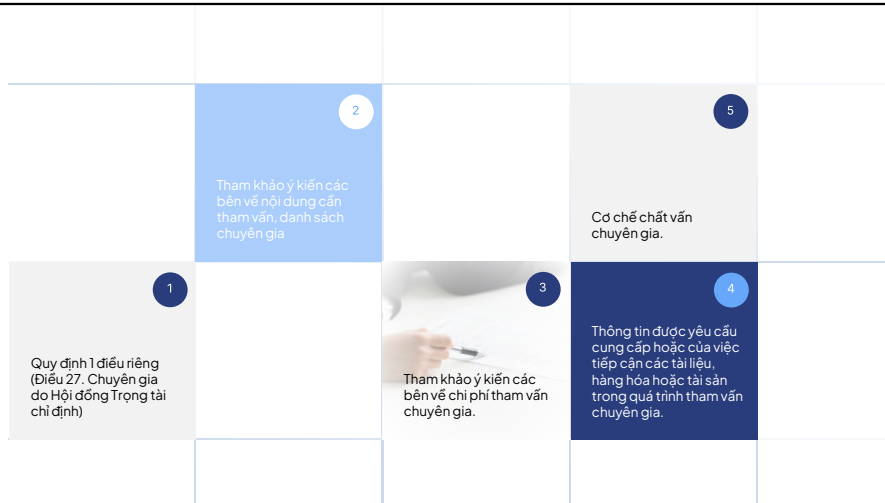 1
Quy định 1 điều riêng
(Điều 27. Chuyên gia
do Hội đồng Trọng tài
chỉ định)
2
Tham khảo ý kiến các
bên về nội dung cần
tham vấn, danh sách
chuyên gia
3
Tham khảo ý kiến các
bên về chi phí tham vấn
chuyên gia.
4
Thông tin được yêu cầu
cung cấp hoặc của việc
tiếp cận các tài liệu,
hàng hóa hoặc tài sản
trong quá trình tham vấn
chuyên gia.
5
Cơ chế chất vấn
chuyên gia.